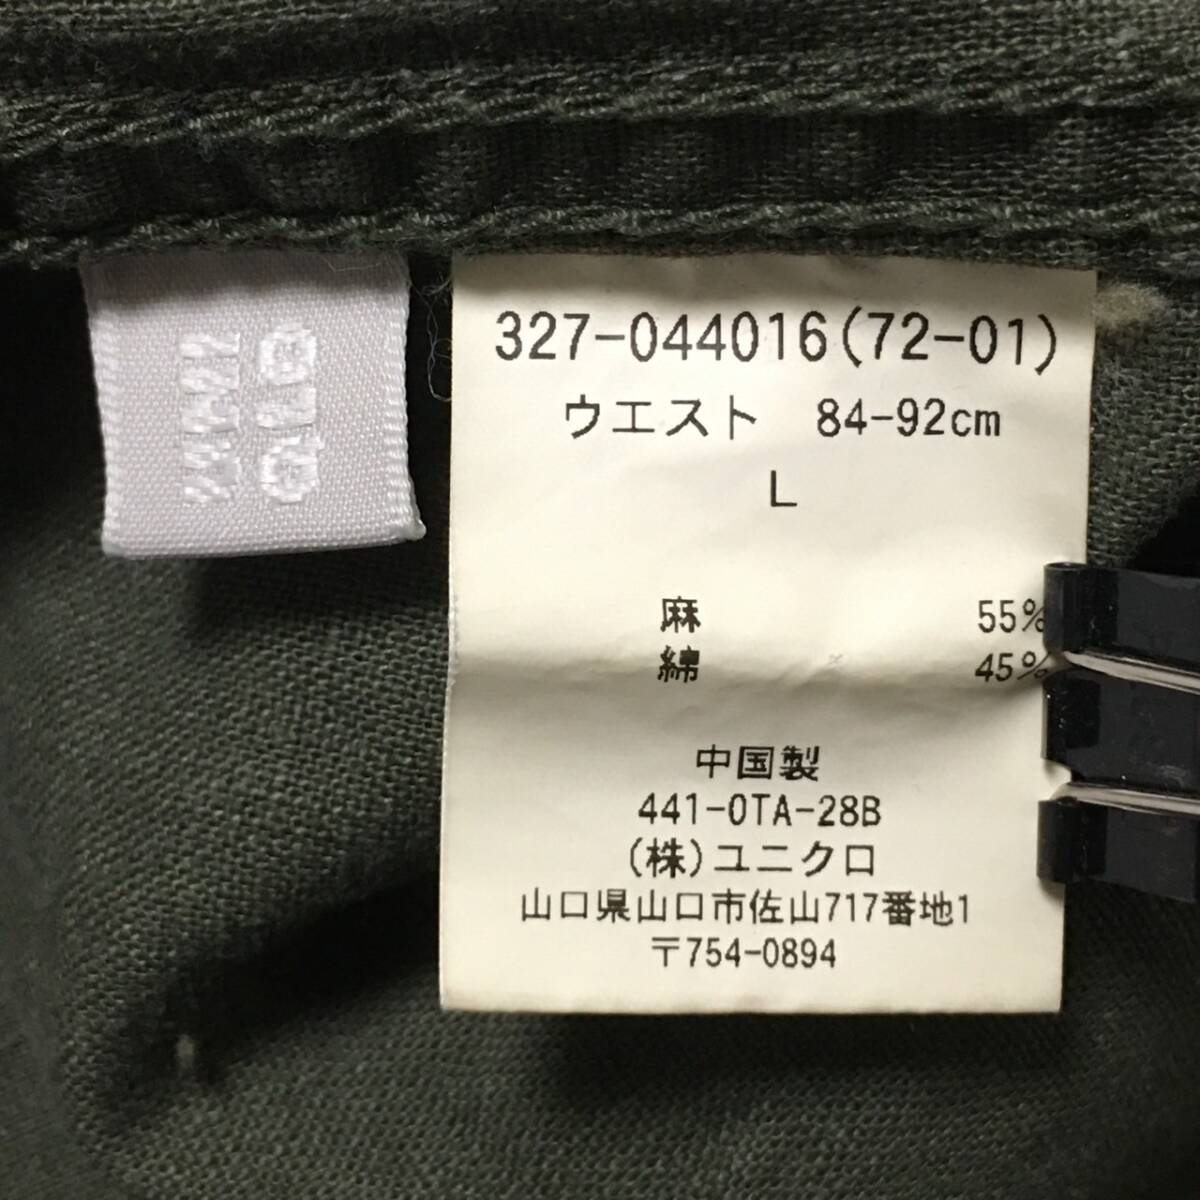 327-044016(72-01)
ウエスト 84-92cm
L
麻 55%
綿 45%
中国製
441-OTA-28B
(株)ユニクロ
山口県山口市佐山717番地1
〒754-0894